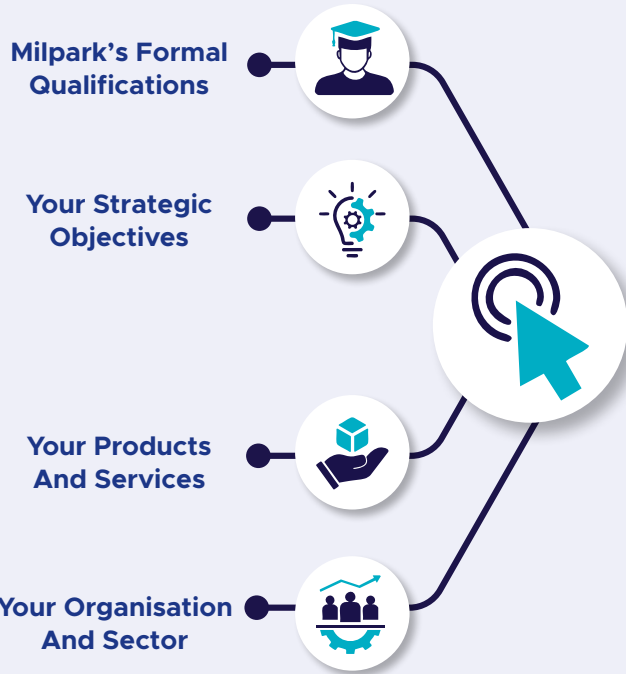 Milpark’s Formal
Qualifications
Your Strategic
Objectives
Your Products
And Services
Your Organisation
And Sector